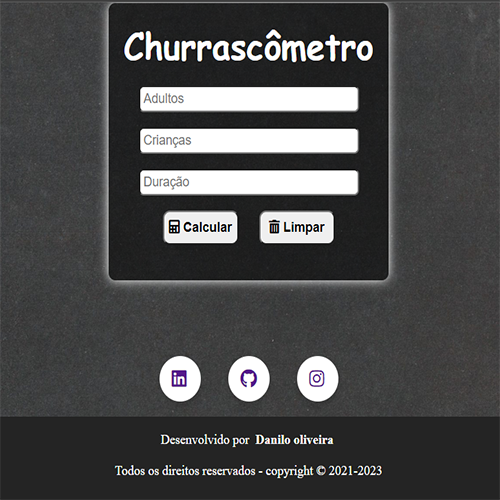 Churrascômetro
Adultos
Crianças
Duração
Calcular Limpar
Desenvolvido por Danilo oliveira
Todos os direitos reservados - copyright © 2021-2023